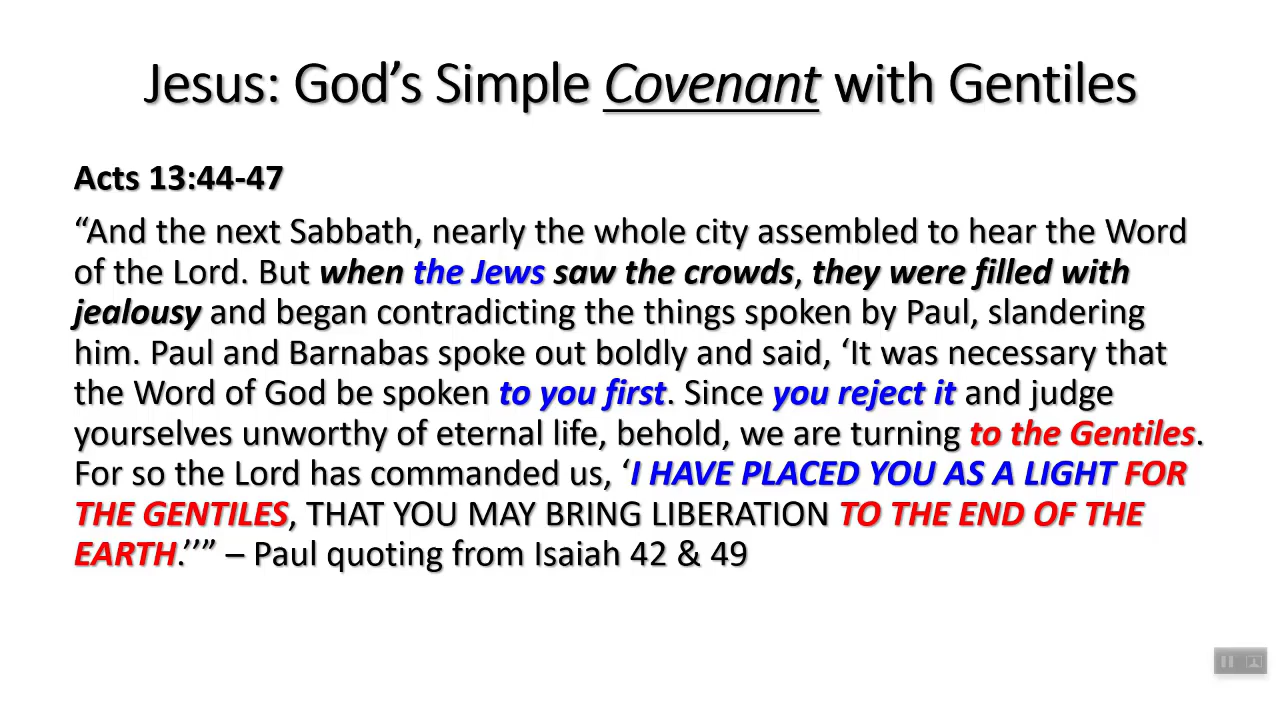 Jesus: God’s Simple Covenant with Gentiles
Acts 13:44-47
“And the next Sabbath, nearly the whole city assembled to hear the Word
of the Lord. But when the Jews saw the crowds, they were filled with
jealousy and began contradicting the things spoken by Paul, slandering
him. Paul and Barnabas spoke out boldly and said, ‘It was necessary that
the Word of God be spoken to you first. Since you reject it and judge
yourselves unworthy of eternal life, behold, we are turning to the Gentiles.
For so the Lord has commanded us, ‘I HAVE PLACED YOU AS A LIGHT FOR
THE GENTILES, THAT YOU MAY BRING LIBERATION TO THE END OF THE
EARTH.’’” – Paul quoting from Isaiah 42 & 49